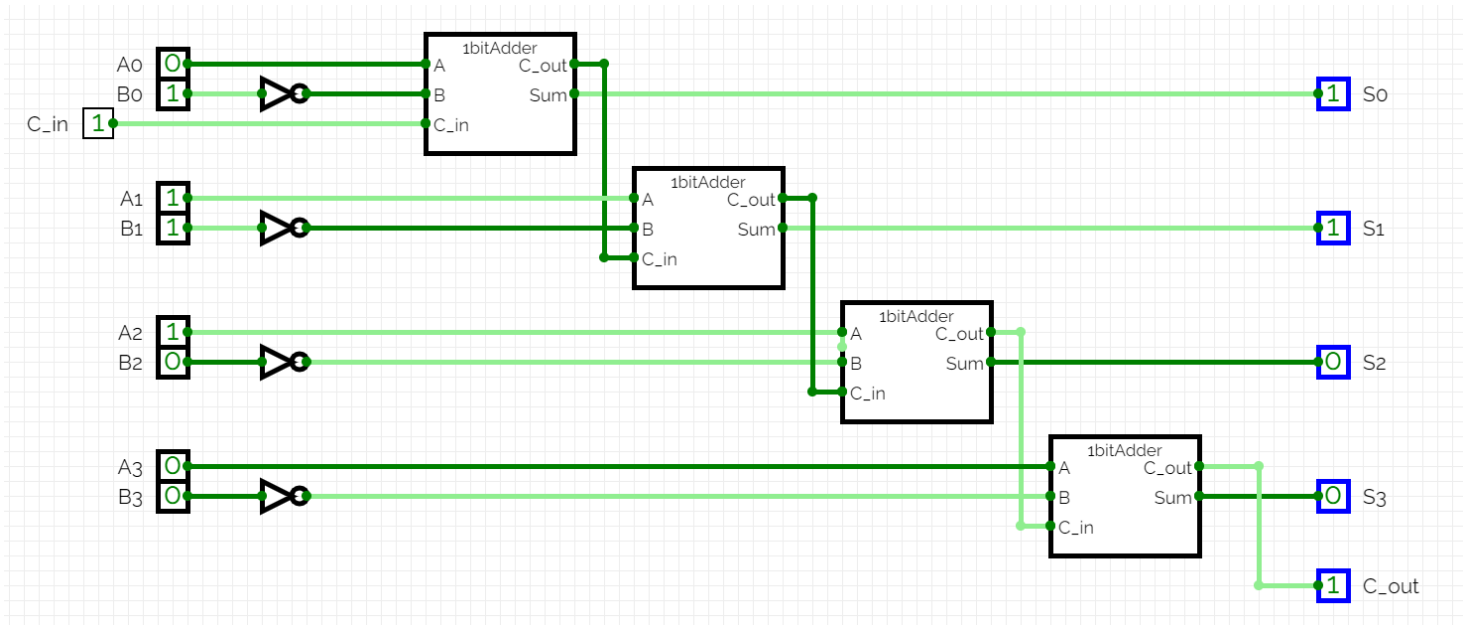 1bitAdder
A0 0 A C_out
B0 1 B Sum 1 S0
C_in 1 C_in
1bitAdder
A1 1 A C_out
B1 1 B Sum 1 S1
C_in
1bitAdder
A2 1 A C_out
B2 0 B Sum 0 S2
C_in
1bitAdder
A3 0 A C_out
B3 0 B Sum 0 S3
C_in
1 C_out